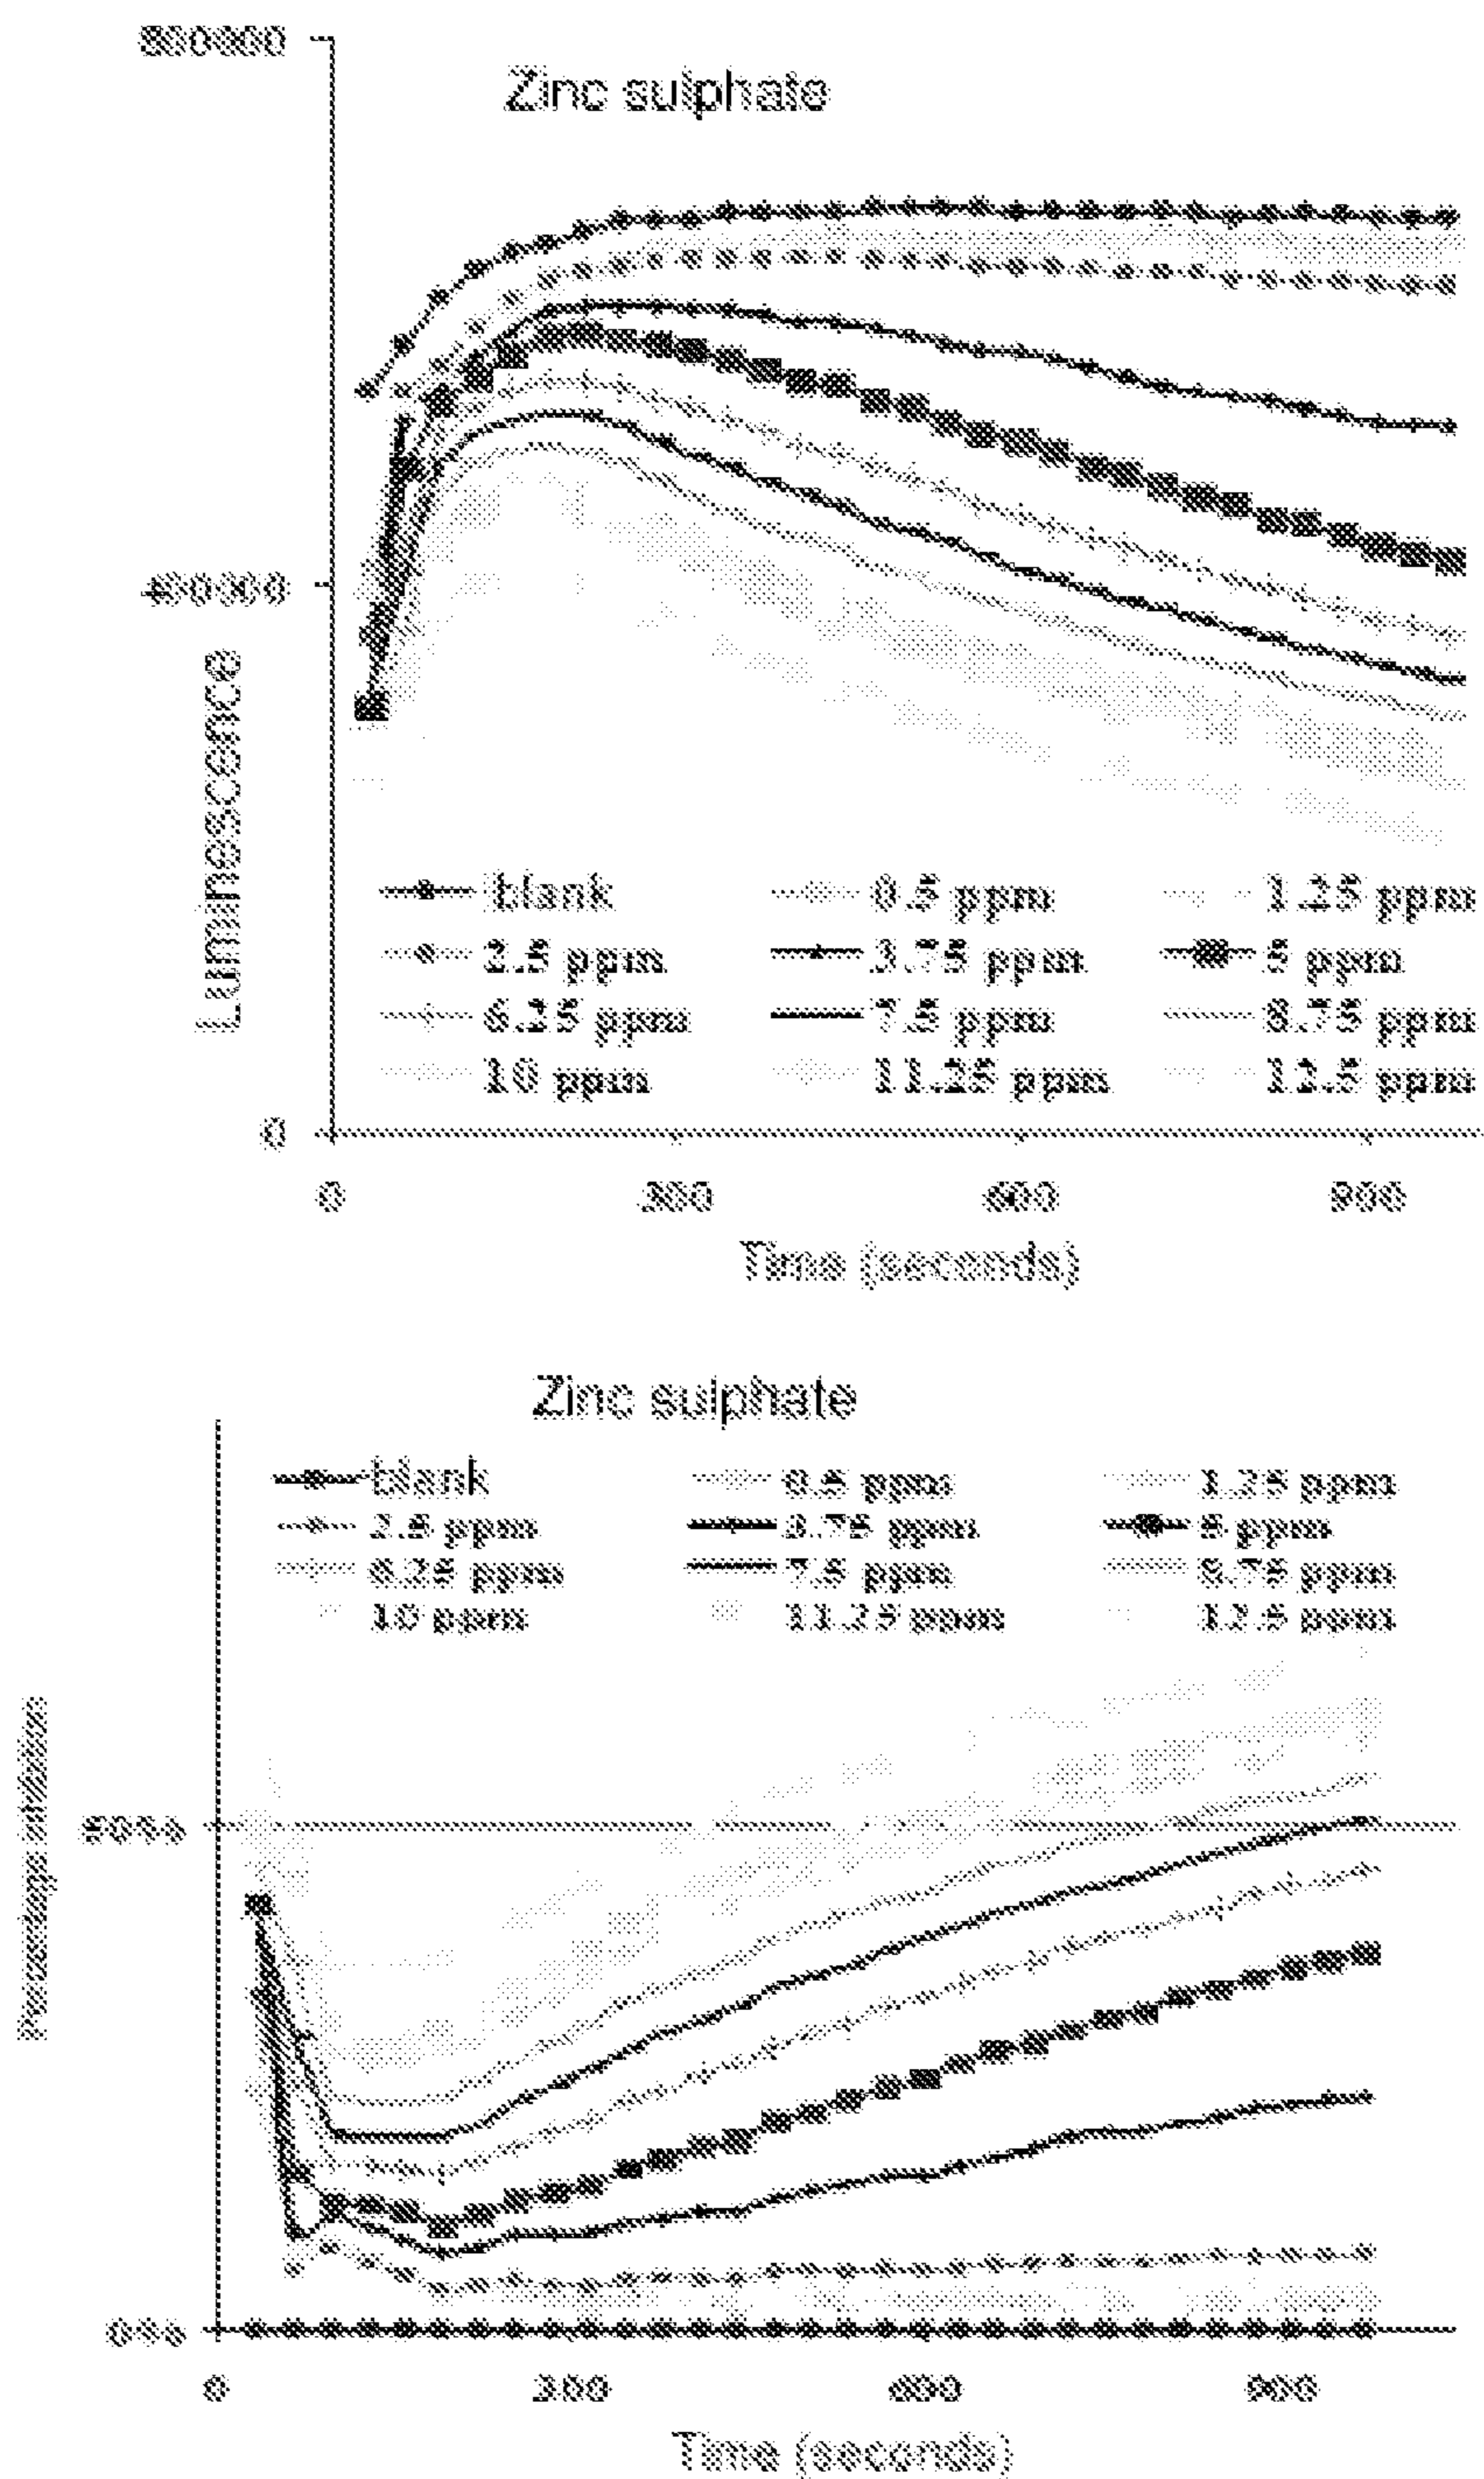 800000
Zinc sulphate
400000
Luminescence
blank 0.5 ppm 1.25 ppm
2.5 ppm 3.75 ppm 5 ppm
6.25 ppm 7.5 ppm 8.75 ppm
10 ppm 11.25 ppm 12.5 ppm
0
0 300 600 900
Time (seconds)
Zinc sulphate
blank 0.5 ppm 1.25 ppm
2.5 ppm 3.75 ppm 5 ppm
6.25 ppm 7.5 ppm 8.75 ppm
10 ppm 11.25 ppm 12.5 ppm
Percentage inhibition
0 300 600 900
Time (seconds)